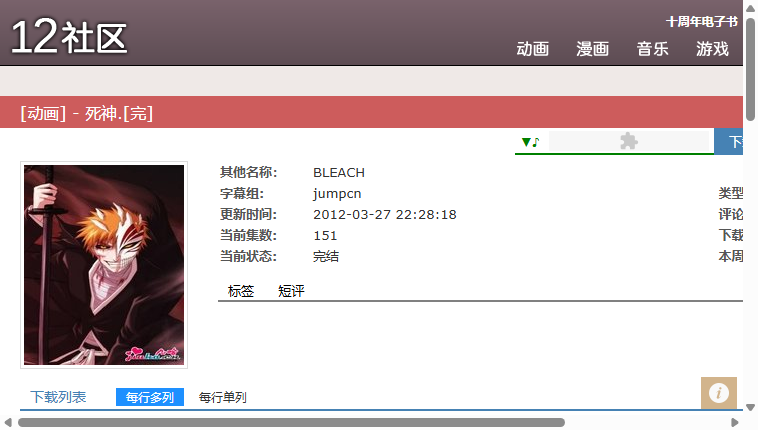 12社区
十周年电子书
动画 漫画 音乐 游戏
[动画] - 死神.[完]
▼♪
下
其他名称: BLEACH
字幕组: jumpcn 类型
更新时间: 2012-03-27 22:28:18 评论
当前集数: 151 下载
当前状态: 完结 本周
标签 短评
下载列表 每行多列 每行单列